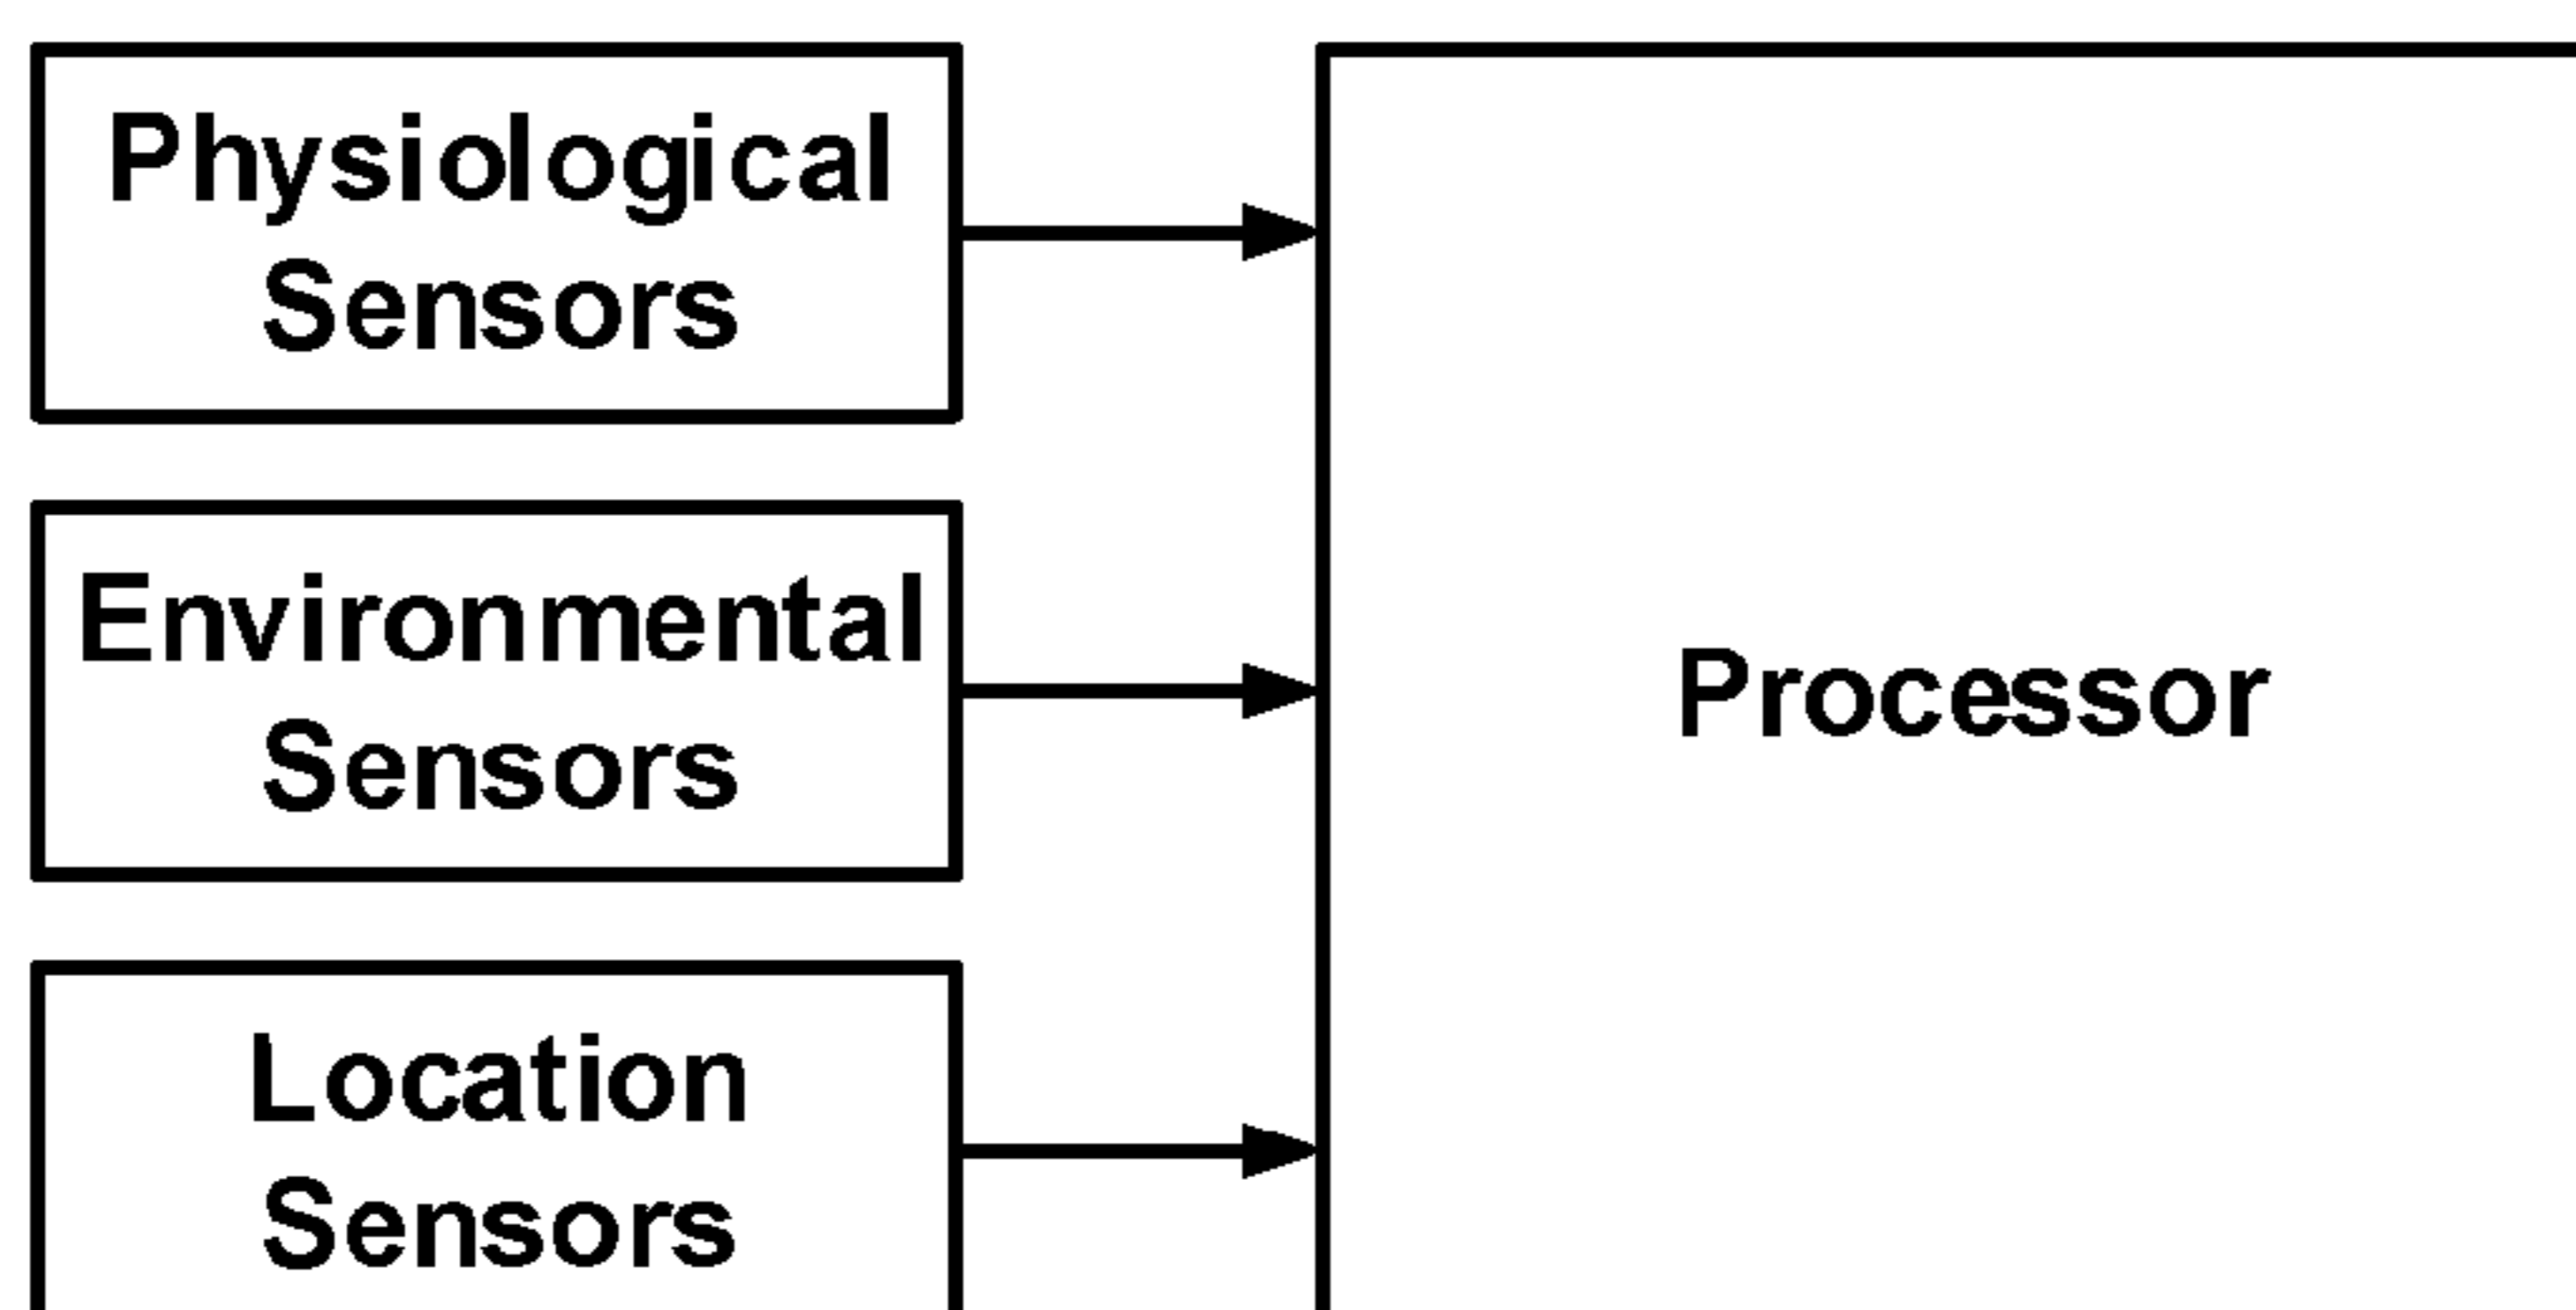 Physiological
Sensors
Environmental
Sensors
Processor
Location
Sensors